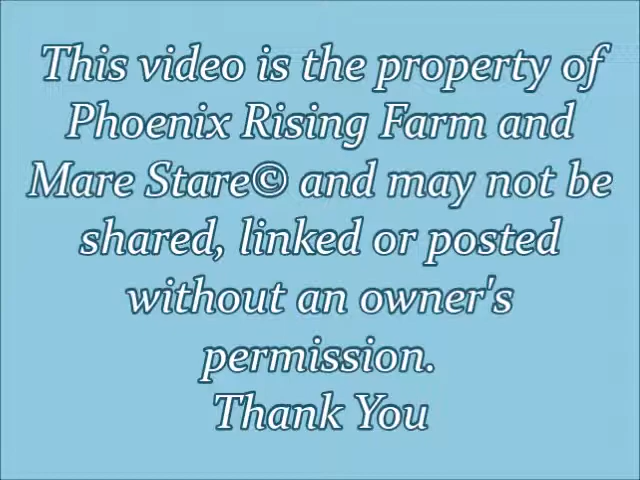 This video is the property of
Phoenix Rising Farm and
Mare Stare© and may not be
shared, linked or posted
without an owner's
permission.
Thank You